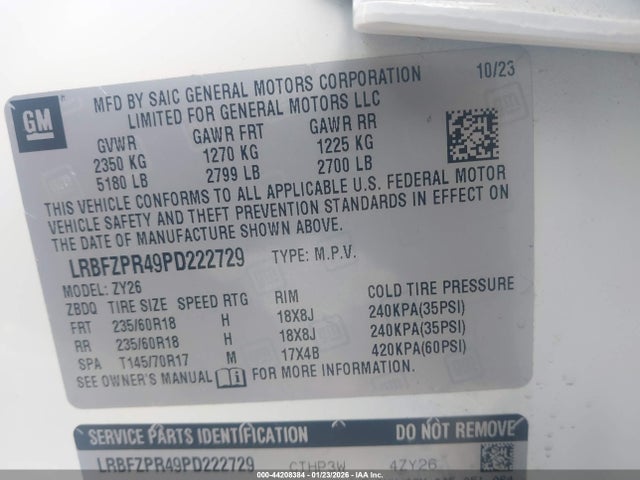 GM
MFD BY SAIC GENERAL MOTORS CORPORATION 10/23
LIMITED FOR GENERAL MOTORS LLC
GVWR GAWR FRT GAWR RR
2350 KG 1270 KG 1225 KG
5180 LB 2799 LB 2700 LB
THIS VEHICLE CONFORMS TO ALL APPLICABLE U.S. FEDERAL MOTOR
VEHICLE SAFETY AND THEFT PREVENTION STANDARDS IN EFFECT ON
THE DATE OF MANUFACTURE SHOWN ABOVE.
LRBFZPR49PD222729 TYPE: M.P.V.
MODEL: ZY26
ZBDQ TIRE SIZE SPEED RTG RIM COLD TIRE PRESSURE
FRT 235/60R18 H 18X8J 240KPA(35PSI)
RR 235/60R18 H 18X8J 240KPA(35PSI)
SPA T145/70R17 M 17X4B 420KPA(60PSI)
SEE OWNER'S MANUAL FOR MORE INFORMATION.
SERVICE PARTS IDENTIFICATION DO NOT REMOVE
LRBFZPR49PD222729 CTHP3W 4ZY26
000-44208384 | 01/23/2026 - IAA Inc.